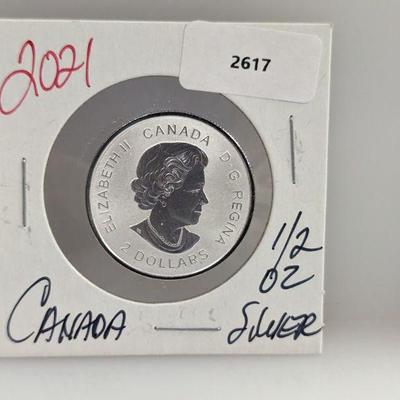 2021
2617
ELIZABETH II CANADA D·G·REGINA
2 DOLLARS
1/2
OZ
CANADA
SILVER